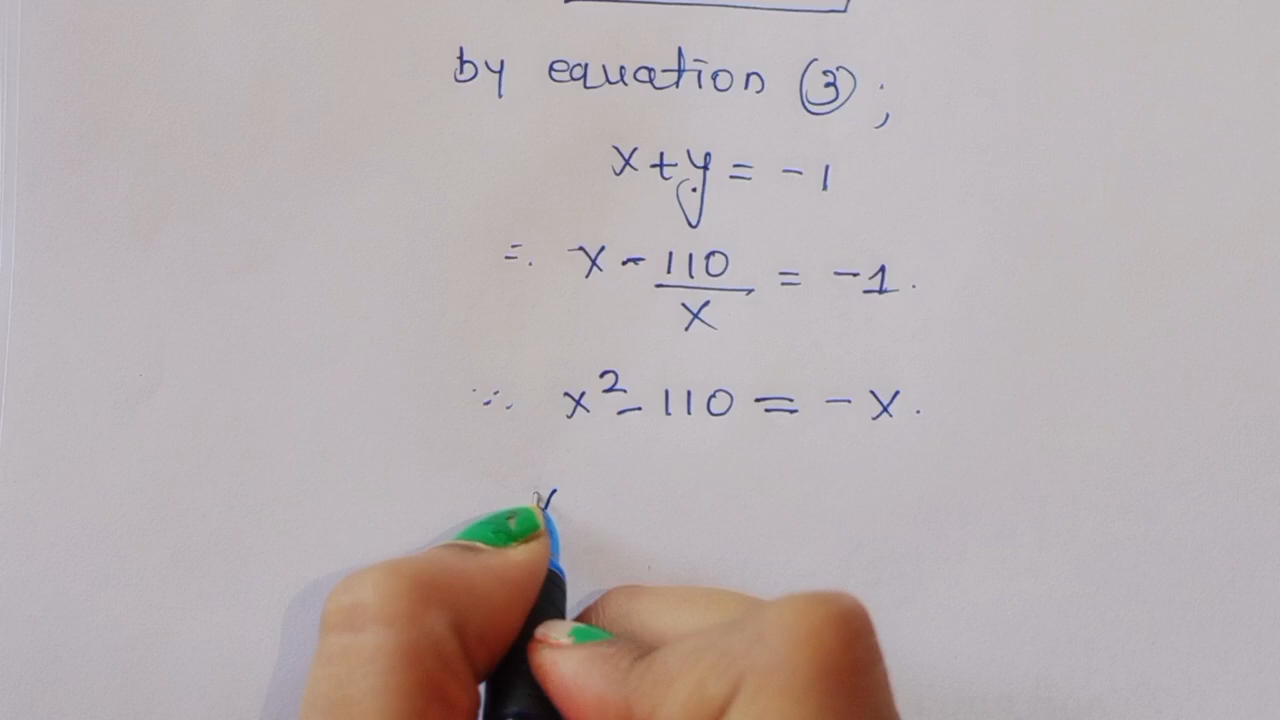 by equation ③ ;
x + y = - 1
∴ x - 110/x = -1.
∴ x² - 110 = - x.